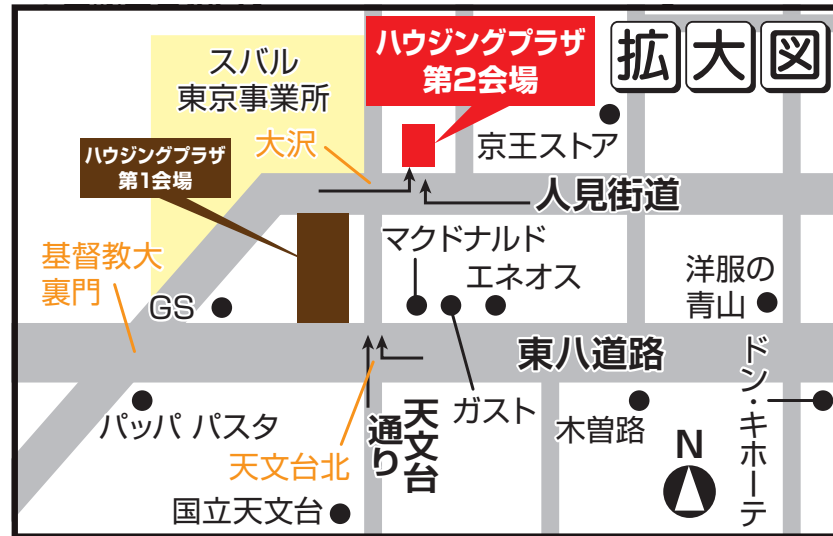 スバル
東京事業所
ハウジングプラザ
第2会場
拡大図
ハウジングプラザ
第1会場
大沢
京王ストア
人見街道
基督教大
裏門
GS
マクドナルド
エネオス
洋服の
青山
東八道路
パッパ パスタ
天文台北
天文台
通り
ガスト
木曽路
N
ドン・キホーテ
国立天文台